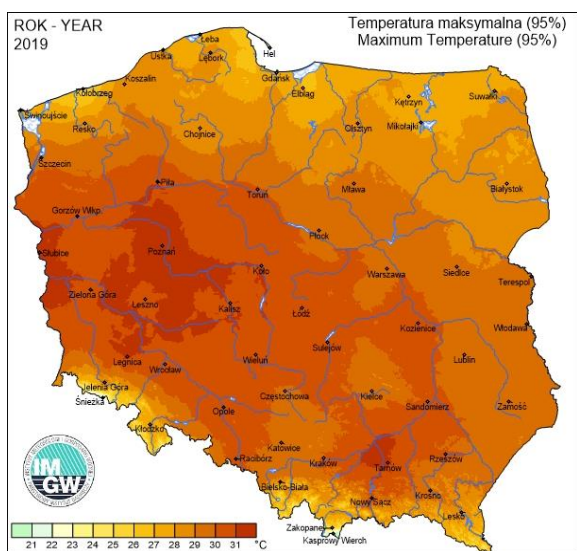 ROK - YEAR
2019
Temperatura maksymalna (95%)
Maximum Temperature (95%)
Łeba
Hel
Ustka
Lębork
Koszalin
Gdańsk
Kołobrzeg
Elbląg
Kętrzyn
Suwałki
Świnoujście
Resko
Chojnice
Olsztyn
Mikołajki
Szczecin
Piła
Toruń
Mława
Białystok
Gorzów Wlkp.
Płock
Słubice
Poznań
Koło
Warszawa
Siedlce
Terespol
Zielona Góra
Leszno
Kalisz
Łódź
Kozienice
Włodawa
Sulejów
Legnica
Wrocław
Wieluń
Lublin
Jelenia Góra
Śnieżka
Opole
Częstochowa
Kielce
Sandomierz
Zamość
Kłodzko
Racibórz
Katowice
Kraków
Tarnów
Rzeszów
Bielsko-Biała
Nowy Sącz
Krosno
Lesko
Zakopane
Kasprowy Wierch
IM
GW
21 22 23 24 25 26 27 28 29 30 31 °C